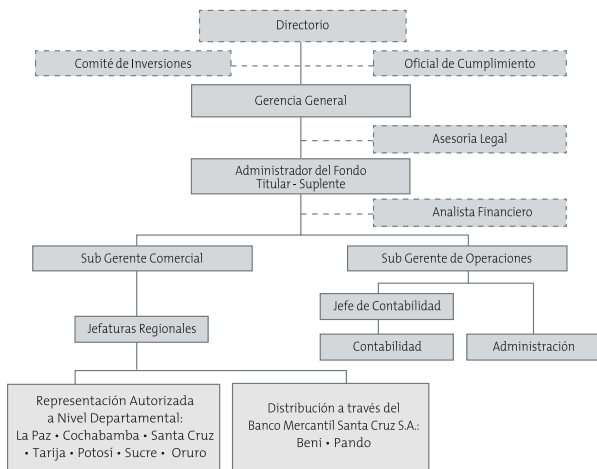 Directorio
Comité de Inversiones
Oficial de Cumplimiento
Gerencia General
Asesoría Legal
Administrador del Fondo
Titular - Suplente
Analista Financiero
Sub Gerente Comercial
Sub Gerente de Operaciones
Jefe de Contabilidad
Jefaturas Regionales
Contabilidad
Administración
Representación Autorizada
a Nivel Departamental:
La Paz • Cochabamba • Santa Cruz
• Tarija • Potosí • Sucre • Oruro
Distribución a través del
Banco Mercantil Santa Cruz S.A.:
Beni • Pando